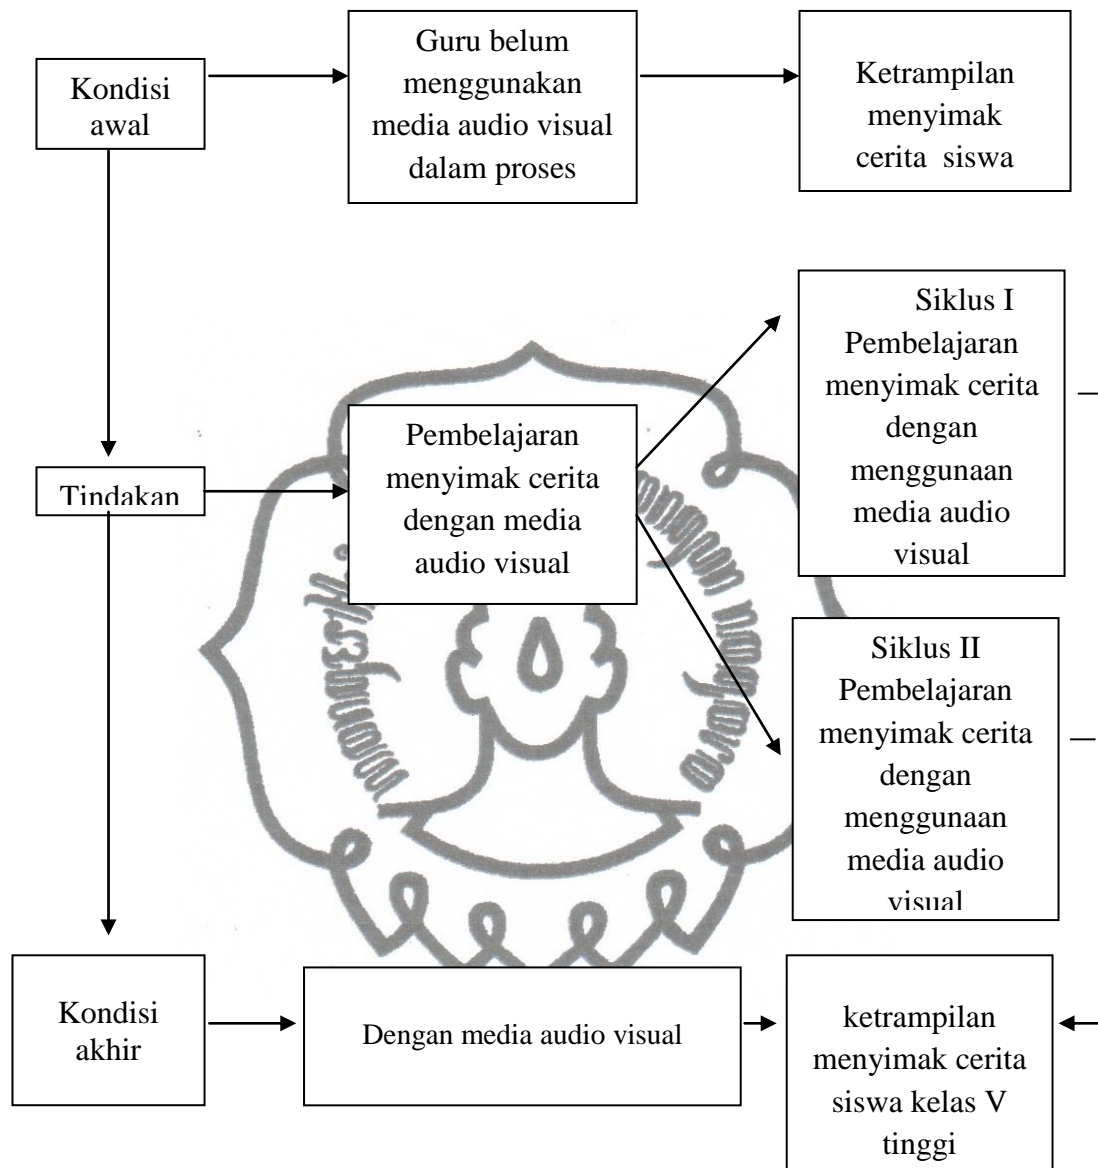 Kondisi
awal
Guru belum
menggunakan
media audio visual
dalam proses
Ketrampilan
menyimak
cerita siswa
Tindakan
Pembelajaran
menyimak cerita
dengan media
audio visual
Siklus I
Pembelajaran
menyimak cerita
dengan
menggunaan
media audio
visual
Siklus II
Pembelajaran
menyimak cerita
dengan
menggunaan
media audio
visual
Kondisi
akhir
Dengan media audio visual
ketrampilan
menyimak cerita
siswa kelas V
tinggi